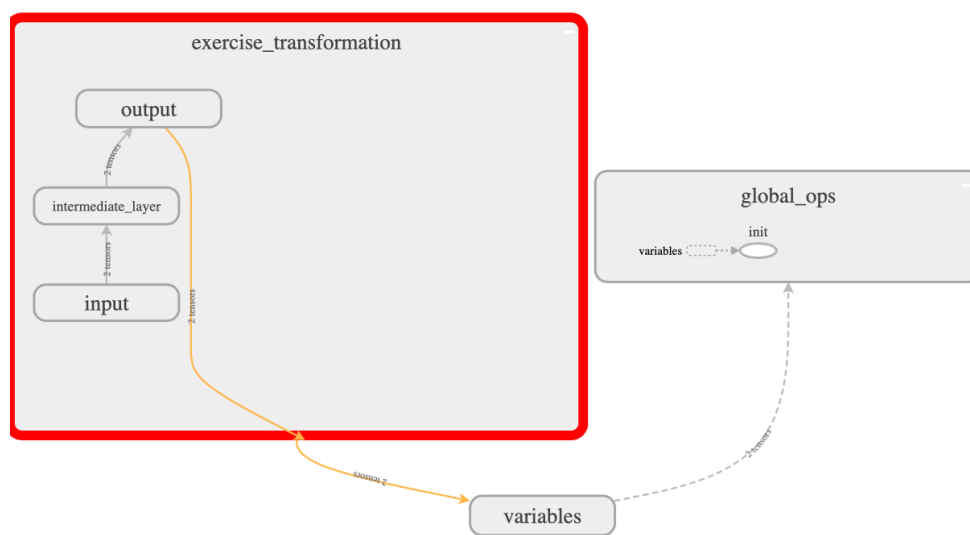 exercise_transformation
output
2 tensors
intermediate_layer
2 tensors
input
2 tensors
global_ops
init
variables
2 tensors
2 tensors
variables